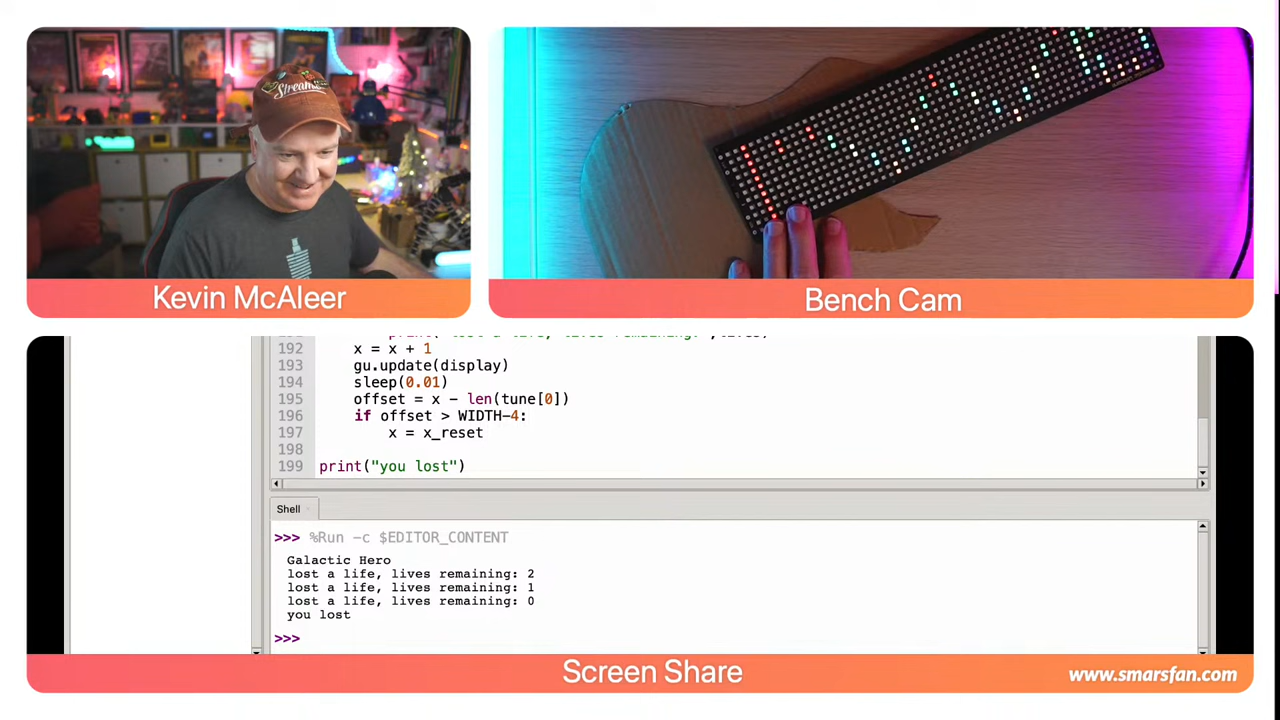 Stream
Kevin McAleer
Bench Cam
192 x = x + 1
193 gu.update(display)
194 sleep(0.01)
195 offset = x - len(tune[0])
196 if offset > WIDTH-4:
197 x = x_reset
198
199 print("you lost")
Shell
>>> %Run -c $EDITOR_CONTENT
Galactic Hero
lost a life, lives remaining: 2
lost a life, lives remaining: 1
lost a life, lives remaining: 0
you lost
>>>
Screen Share
www.smarsfan.com